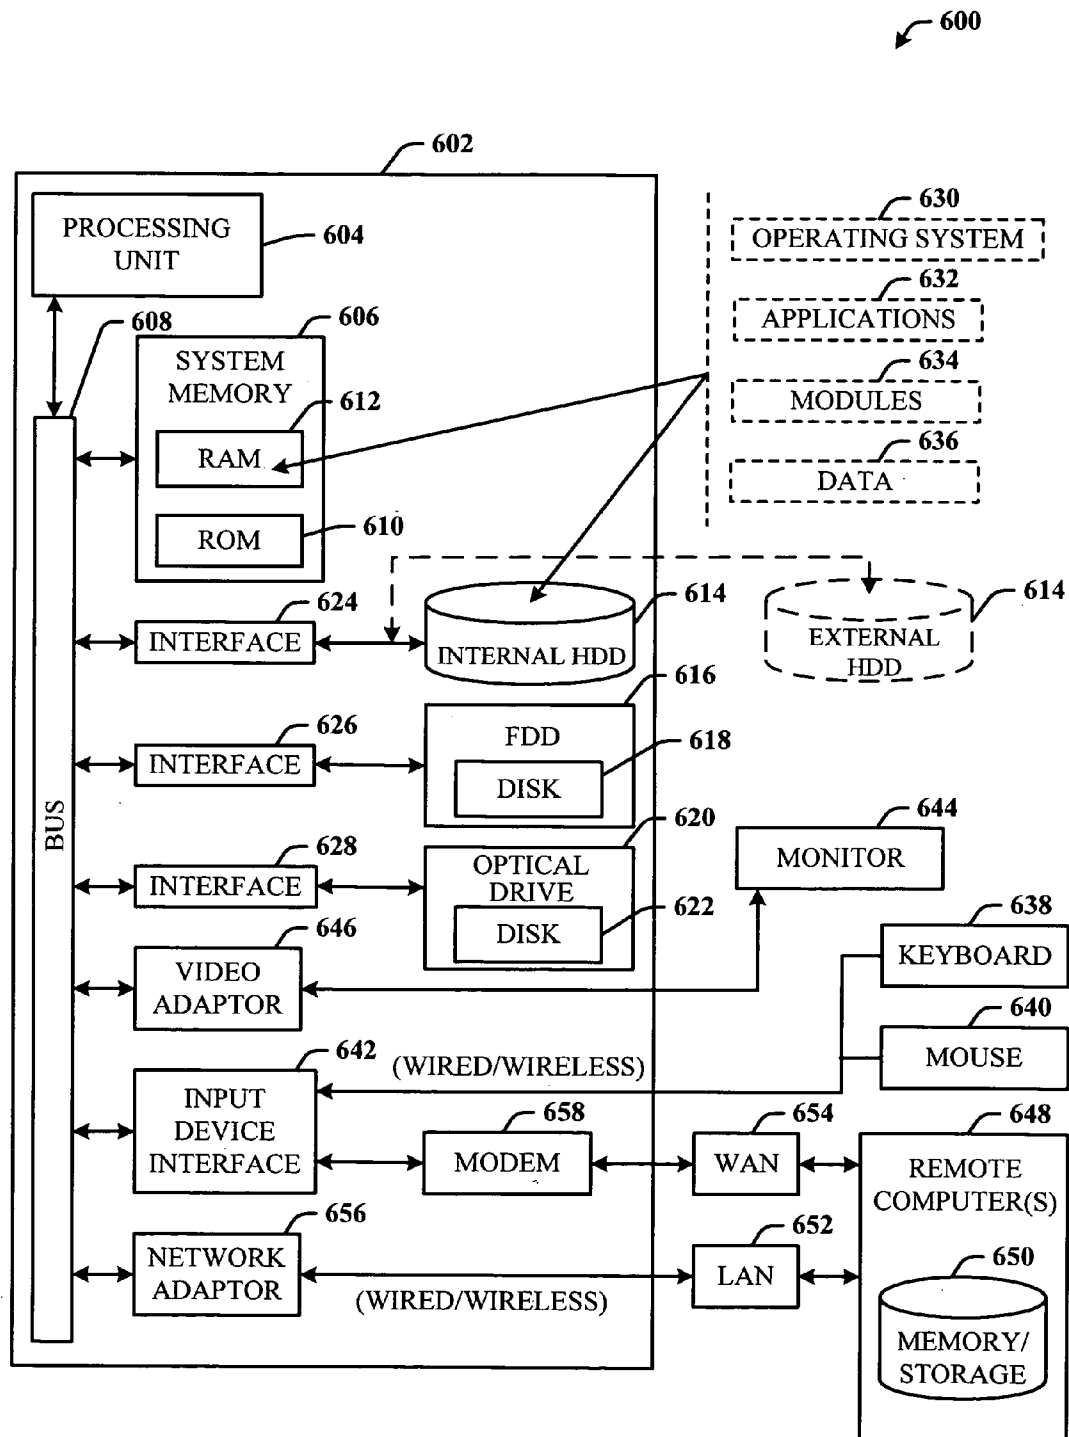 600
602
PROCESSING
UNIT
604
608
606
SYSTEM
MEMORY
612
RAM
610
ROM
630
OPERATING SYSTEM
632
APPLICATIONS
634
MODULES
636
DATA
624
INTERFACE
614
INTERNAL HDD
614
EXTERNAL
HDD
626
INTERFACE
616
FDD
618
DISK
BUS
628
INTERFACE
620
OPTICAL
DRIVE
622
DISK
644
MONITOR
646
VIDEO
ADAPTOR
638
KEYBOARD
640
MOUSE
642
(WIRED/WIRELESS)
INPUT
DEVICE
INTERFACE
658
MODEM
654
WAN
648
REMOTE
COMPUTER(S)
656
NETWORK
ADAPTOR
(WIRED/WIRELESS)
652
LAN
650
MEMORY/
STORAGE